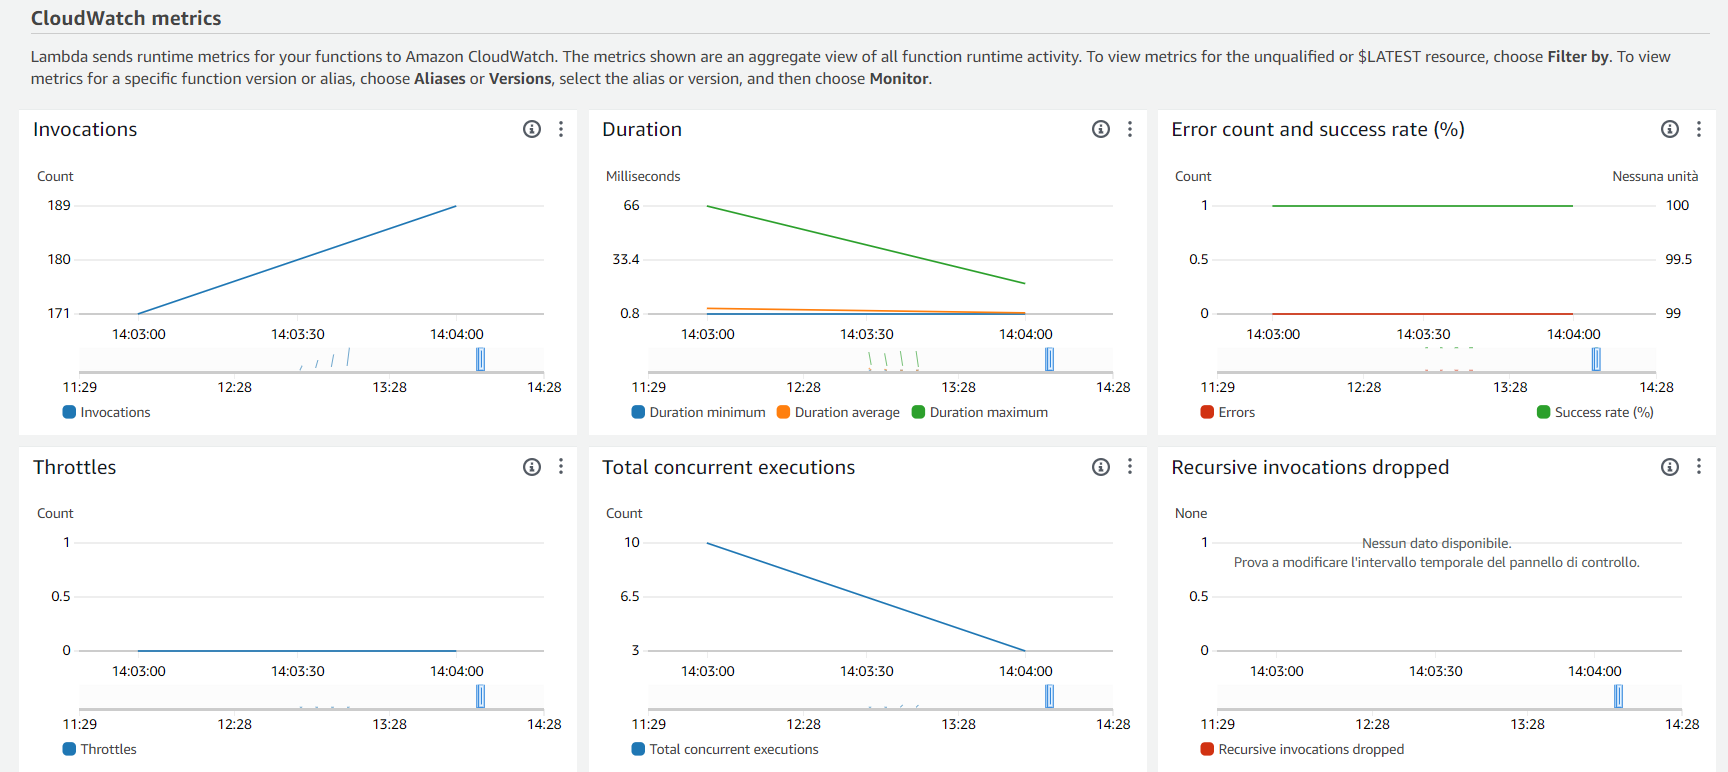 CloudWatch metrics
Lambda sends runtime metrics for your functions to Amazon CloudWatch. The metrics shown are an aggregate view of all function runtime activity. To view metrics for the unqualified or $LATEST resource, choose Filter by. To view
metrics for a specific function version or alias, choose Aliases or Versions, select the alias or version, and then choose Monitor.
Invocations
Count
189
180
171
14:03:00 14:03:30 14:04:00
11:29 12:28 13:28 14:28
Invocations
Duration
Milliseconds
66
33.4
0.8
14:03:00 14:03:30 14:04:00
11:29 12:28 13:28 14:28
Duration minimum Duration average Duration maximum
Error count and success rate (%)
Count Nessuna unità
1 100
0.5 99.5
0 99
14:03:00 14:03:30 14:04:00
11:29 12:28 13:28 14:28
Errors Success rate (%)
Throttles
Count
1
0.5
0
14:03:00 14:03:30 14:04:00
11:29 12:28 13:28 14:28
Throttles
Total concurrent executions
Count
10
6.5
3
14:03:00 14:03:30 14:04:00
11:29 12:28 13:28 14:28
Total concurrent executions
Recursive invocations dropped
None
1
Nessun dato disponibile.
Prova a modificare l'intervallo temporale del pannello di controllo.
0.5
0
14:03:00 14:03:30 14:04:00
11:29 12:28 13:28 14:28
Recursive invocations dropped